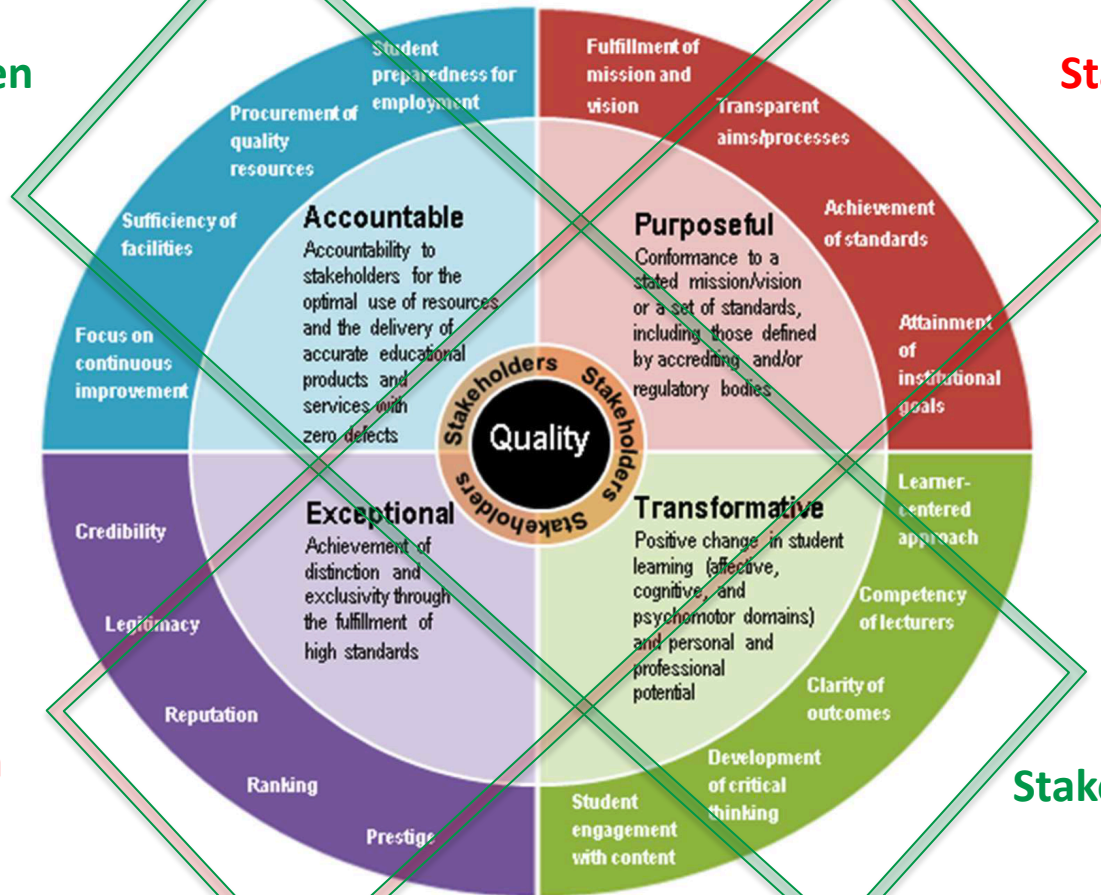 en
Sta
Student
preparedness for
employment
Procurement of
quality
resources
Sufficiency of
facilities
Focus on
continuous
improvement
Fulfillment of
mission and
vision
Transparent
aims/processes
Achievement
of standards
Attainment
of
institutional
goals
Accountable
Accountability to
stakeholders for the
optimal use of resources
and the delivery of
accurate educational
products and
services with
zero defects
Purposeful
Conformance to a
stated mission/vision
or a set of standards,
including those defined
by accrediting and/or
regulatory bodies
Stakeholders
Stakeholders
Stakeholders
Quality
Exceptional
Achievement of
distinction and
exclusivity through
the fulfillment of
high standards
Transformative
Positive change in student
learning (affective,
cognitive, and
psychomotor domains)
and personal and
professional
potential
Credibility
Legitimacy
Reputation
Ranking
Prestige
Learner-
centered
approach
Competency
of lecturers
Clarity of
outcomes
Development
of critical
thinking
Student
engagement
with content
Stake